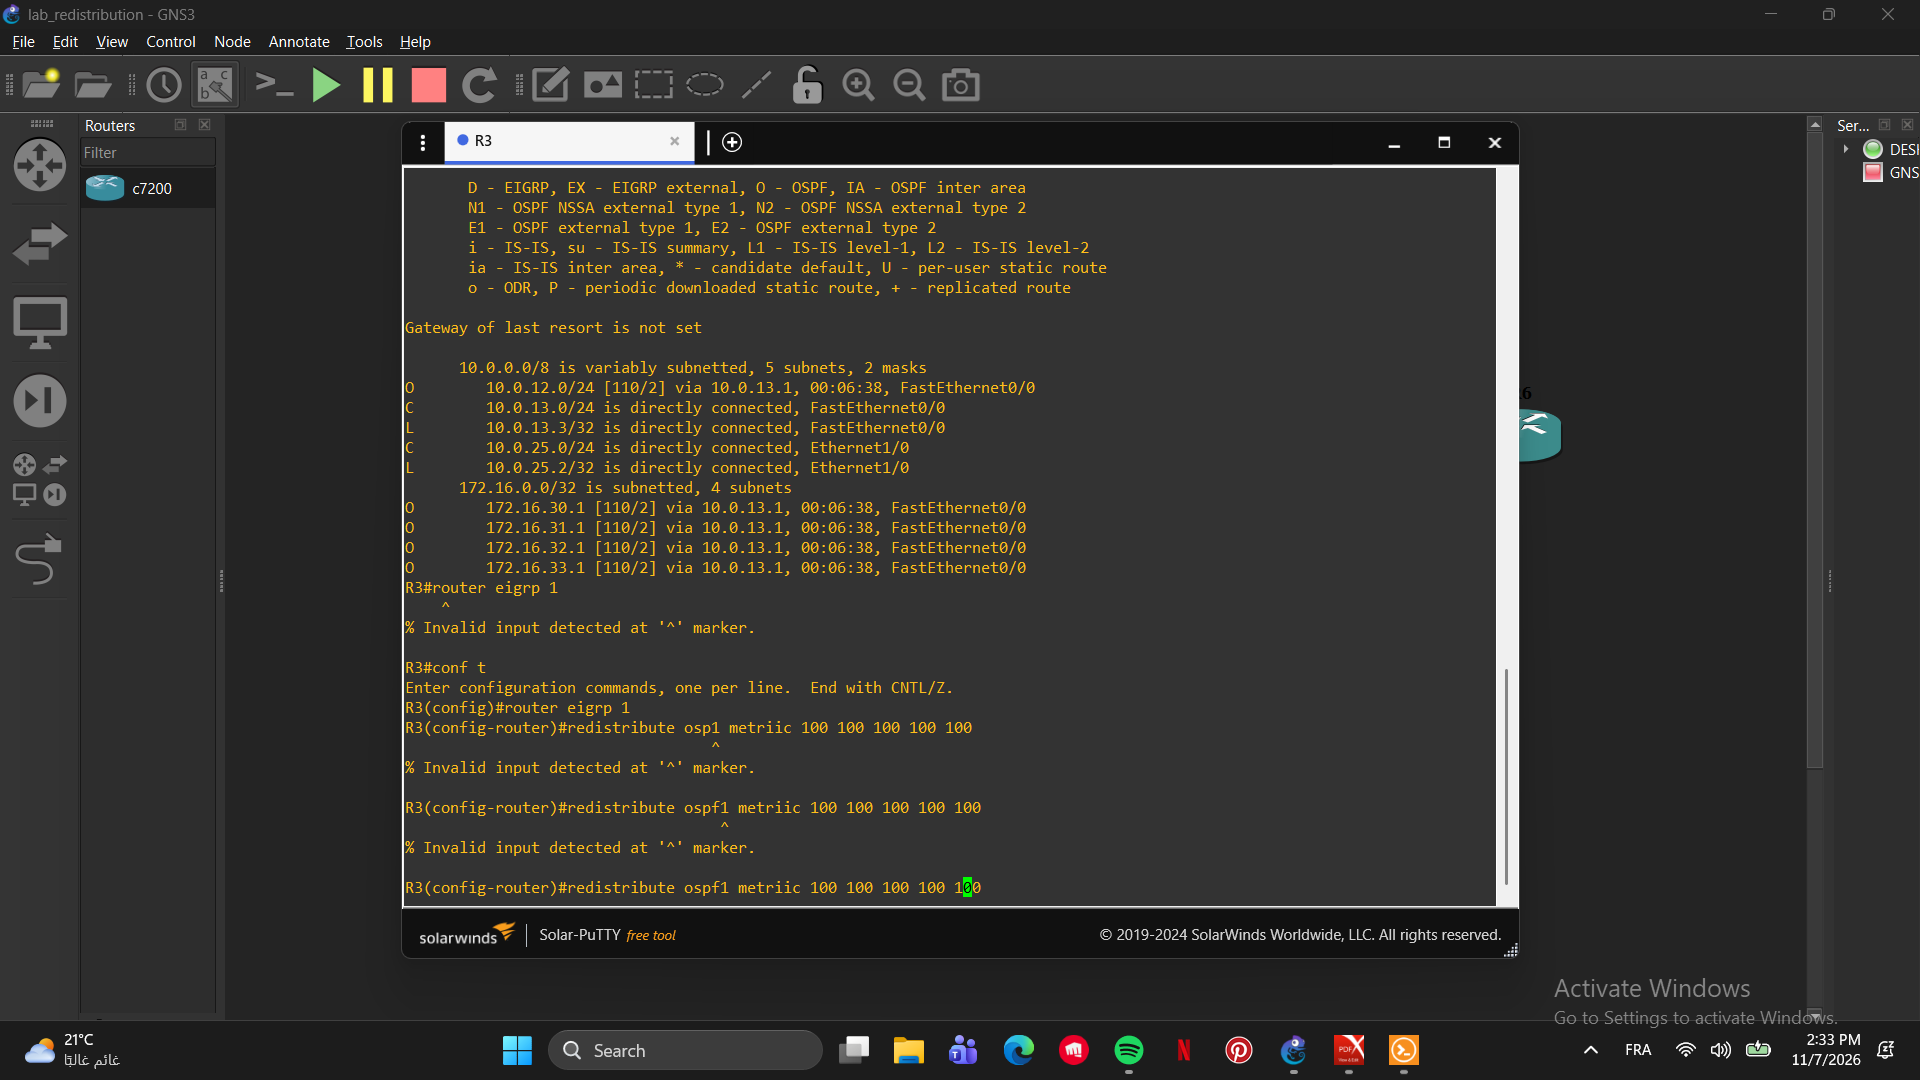 lab_redistribution - GNS3
File Edit View Control Node Annotate Tools Help
Routers
Filter
c7200
R3
D - EIGRP, EX - EIGRP external, O - OSPF, IA - OSPF inter area
N1 - OSPF NSSA external type 1, N2 - OSPF NSSA external type 2
E1 - OSPF external type 1, E2 - OSPF external type 2
i - IS-IS, su - IS-IS summary, L1 - IS-IS level-1, L2 - IS-IS level-2
ia - IS-IS inter area, * - candidate default, U - per-user static route
o - ODR, P - periodic downloaded static route, + - replicated route
Gateway of last resort is not set
10.0.0.0/8 is variably subnetted, 5 subnets, 2 masks
O 10.0.12.0/24 [110/2] via 10.0.13.1, 00:06:38, FastEthernet0/0
C 10.0.13.0/24 is directly connected, FastEthernet0/0
L 10.0.13.3/32 is directly connected, FastEthernet0/0
C 10.0.25.0/24 is directly connected, Ethernet1/0
L 10.0.25.2/32 is directly connected, Ethernet1/0
172.16.0.0/32 is subnetted, 4 subnets
O 172.16.30.1 [110/2] via 10.0.13.1, 00:06:38, FastEthernet0/0
O 172.16.31.1 [110/2] via 10.0.13.1, 00:06:38, FastEthernet0/0
O 172.16.32.1 [110/2] via 10.0.13.1, 00:06:38, FastEthernet0/0
O 172.16.33.1 [110/2] via 10.0.13.1, 00:06:38, FastEthernet0/0
R3#router eigrp 1
^
% Invalid input detected at '^' marker.
R3#conf t
Enter configuration commands, one per line. End with CNTL/Z.
R3(config)#router eigrp 1
R3(config-router)#redistribute osp1 metriic 100 100 100 100 100
^
% Invalid input detected at '^' marker.
R3(config-router)#redistribute ospf1 metriic 100 100 100 100 100
^
% Invalid input detected at '^' marker.
R3(config-router)#redistribute ospf1 metriic 100 100 100 100 100
solarwinds Solar-PuTTY free tool
© 2019-2024 SolarWinds Worldwide, LLC. All rights reserved.
Ser...
DESH
GNS
Activate Windows
Go to Settings to activate Windows.
21°C
غائم غالبًا
Search
FRA
2:33 PM
11/7/2026